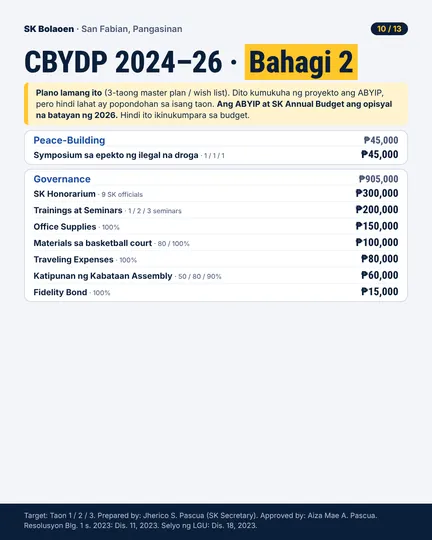 SK Bolaoen · San Fabian, Pangasinan
10 / 13
CBYDP 2024–26 · Bahagi 2
Plano lamang ito (3-taong master plan / wish list). Dito kumukuha ng proyekto ang ABYIP,
pero hindi lahat ay popondohan sa isang taon. Ang ABYIP at SK Annual Budget ang opisyal
na batayan ng 2026. Hindi ito ikinukumpara sa budget.
Peace-Building ₱45,000
Symposium sa epekto ng ilegal na droga · 1 / 1 / 1 ₱45,000
Governance ₱905,000
SK Honorarium · 9 SK officials ₱300,000
Trainings at Seminars · 1 / 2 / 3 seminars ₱200,000
Office Supplies · 100% ₱150,000
Materials sa basketball court · 80 / 100% ₱100,000
Traveling Expenses · 100% ₱80,000
Katipunan ng Kabataan Assembly · 50 / 80 / 90% ₱60,000
Fidelity Bond · 100% ₱15,000
Target: Taon 1 / 2 / 3. Prepared by: Jherico S. Pascua (SK Secretary). Approved by: Aiza Mae A. Pascua.
Resolusyon Blg. 1 s. 2023: Dis. 11, 2023. Selyo ng LGU: Dis. 18, 2023.